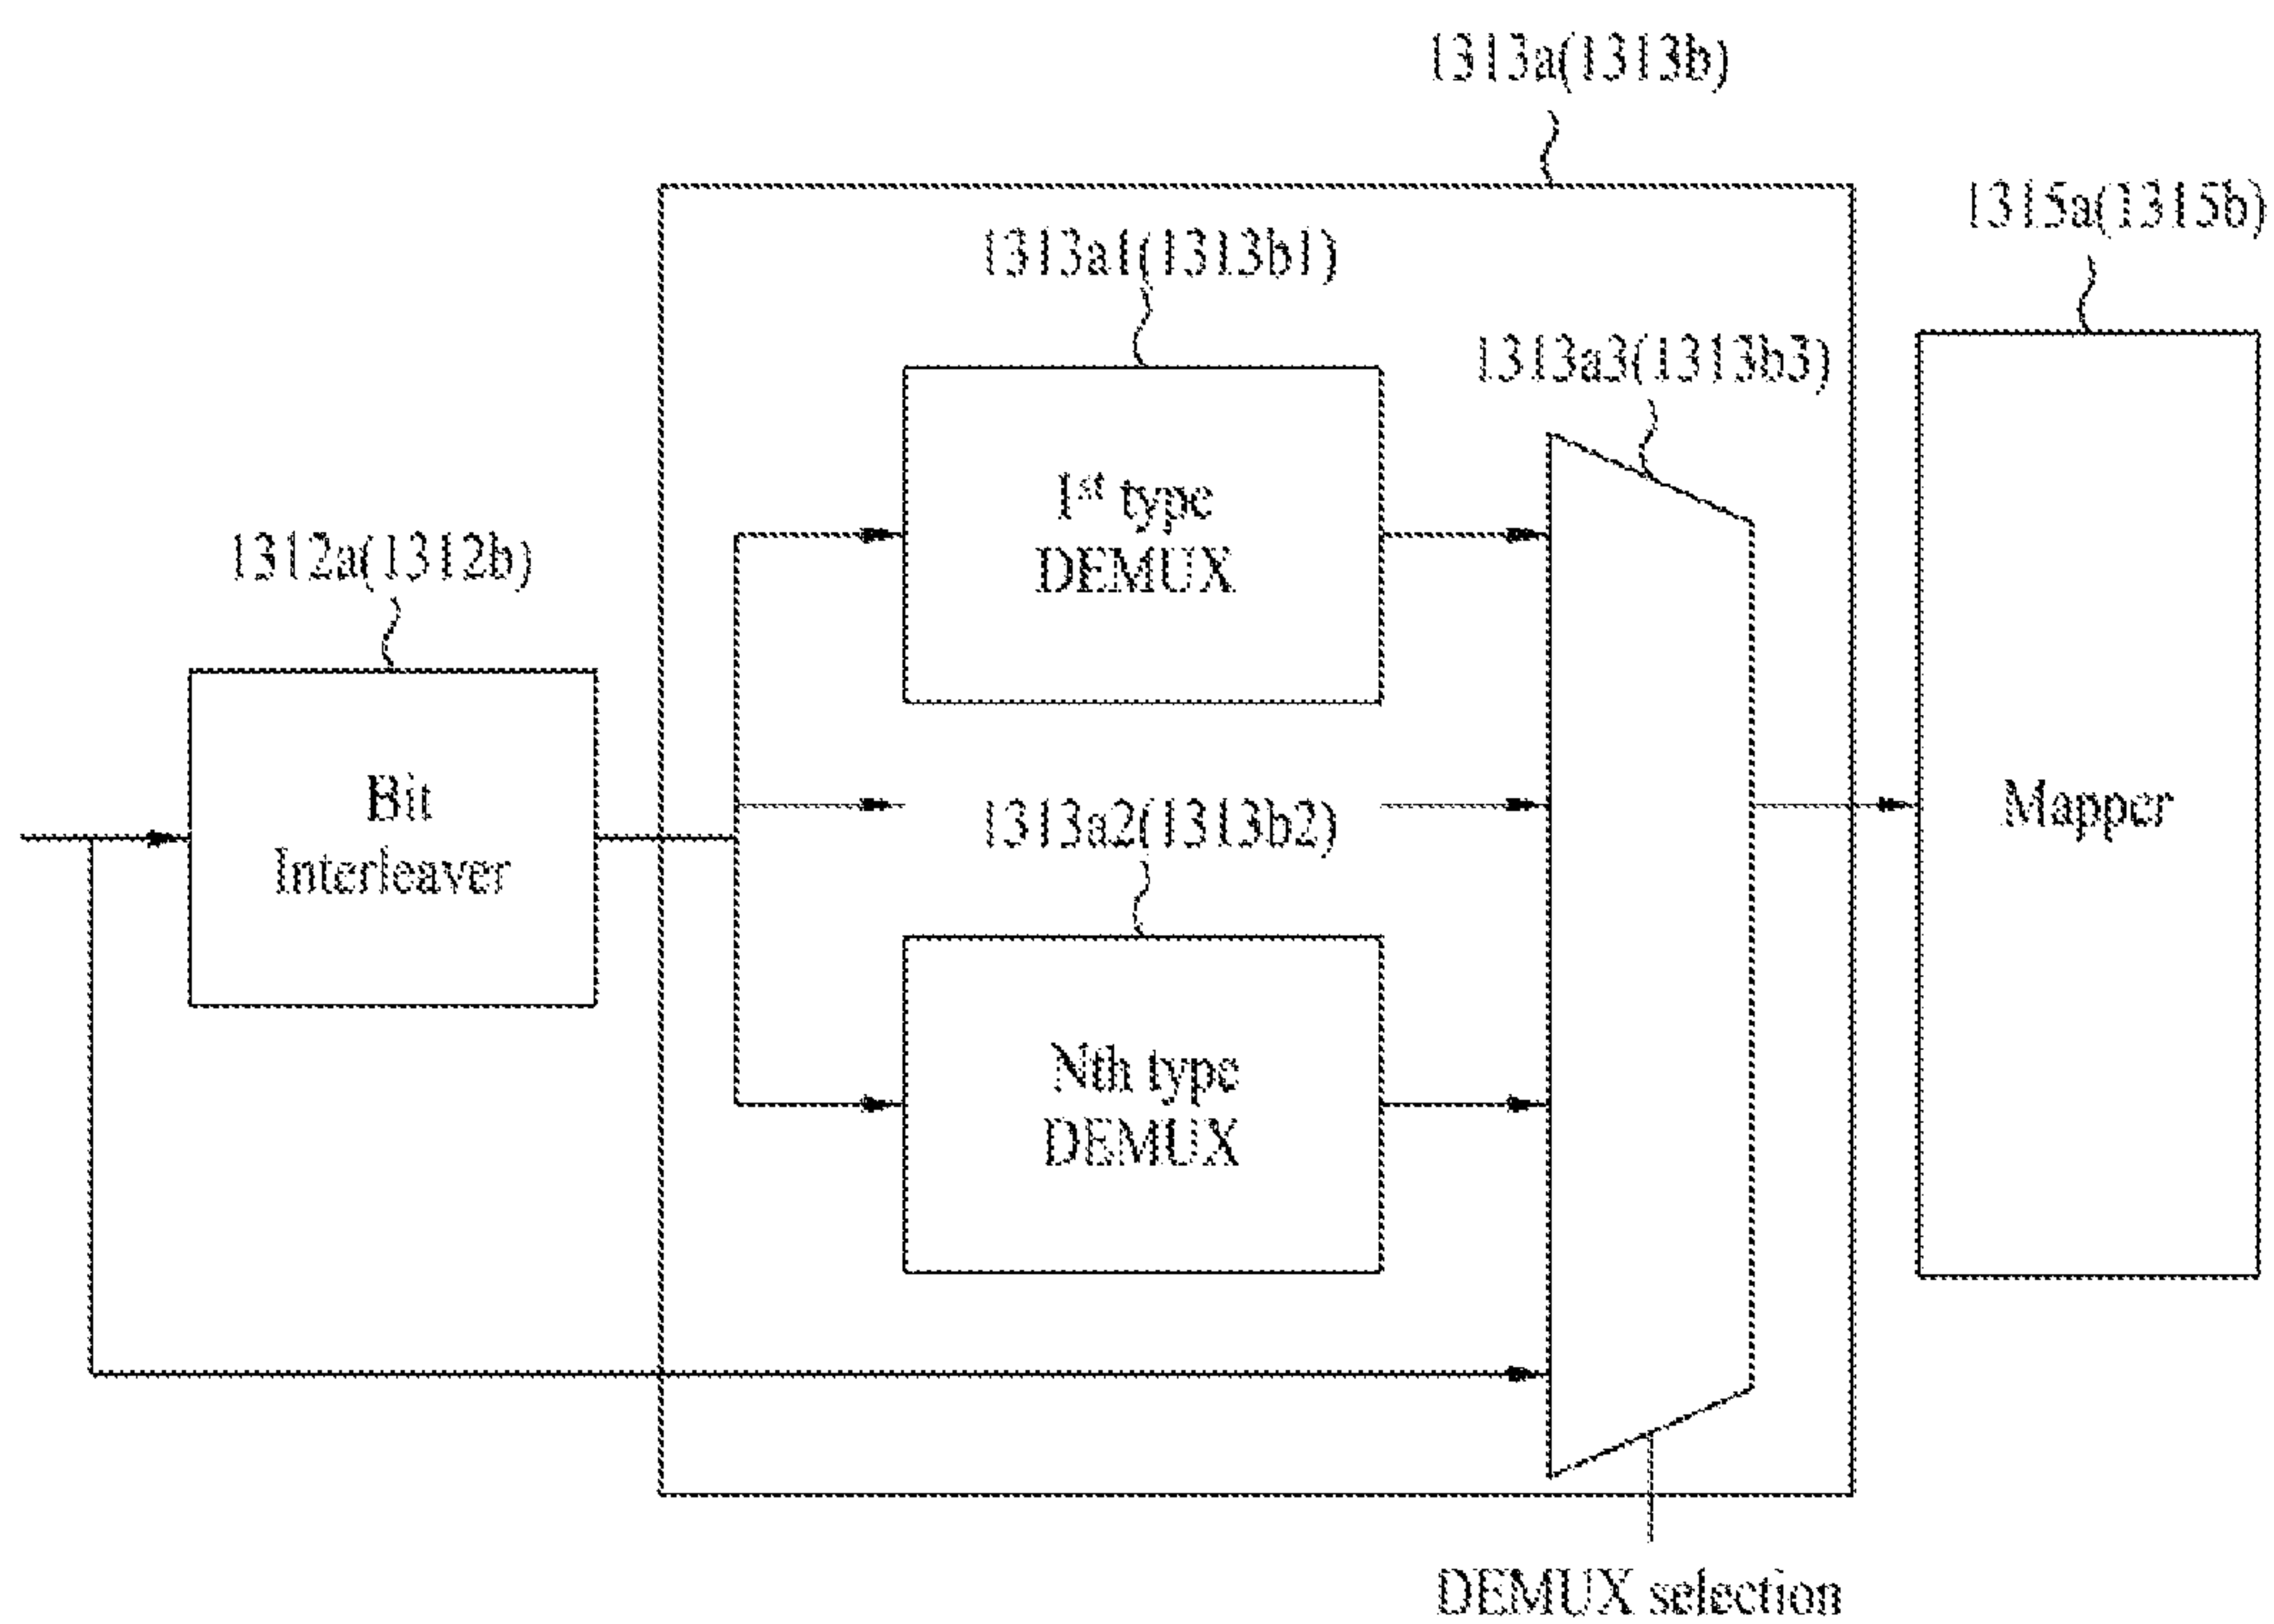 1313a(1313b)
1315a(1315b)
1313a1(1313b1)
1313a3(1313b3)
1st type
DEMUX
1312a(1312b)
Bit
Interleaver
1313a2(1313b2)
Mapper
Nth type
DEMUX
DEMUX selection